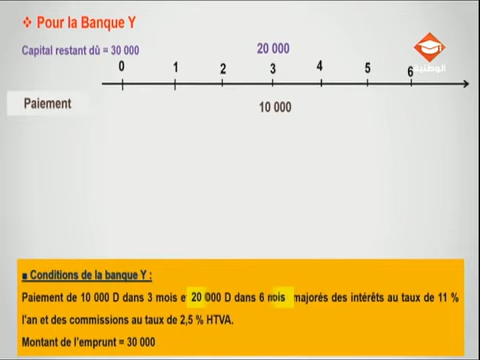 ❖ Pour la Banque Y
Capital restant dû = 30 000
20 000
الوطنية
0 1 2 3 4 5 6
Paiement
10 000
■ Conditions de la banque Y :
Paiement de 10 000 D dans 3 mois e 20 000 D dans 6 mois majorés des intérêts au taux de 11 %
l'an et des commissions au taux de 2,5 % HTVA.
Montant de l'emprunt = 30 000